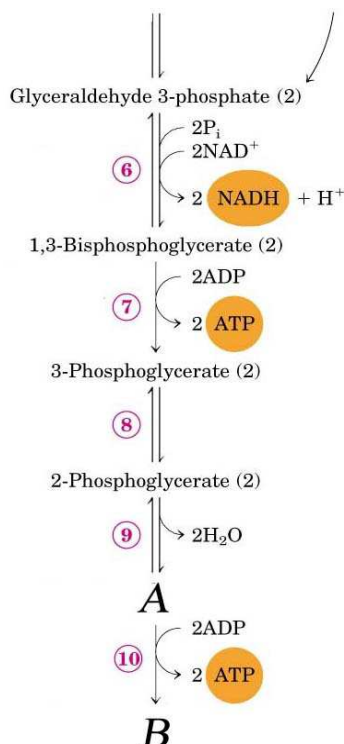 Glyceraldehyde 3-phosphate (2)
2Pᵢ
2NAD⁺
6
2 NADH + H⁺
1,3-Bisphosphoglycerate (2)
2ADP
7
2 ATP
3-Phosphoglycerate (2)
8
2-Phosphoglycerate (2)
9
2H₂O
A
2ADP
10
2 ATP
B